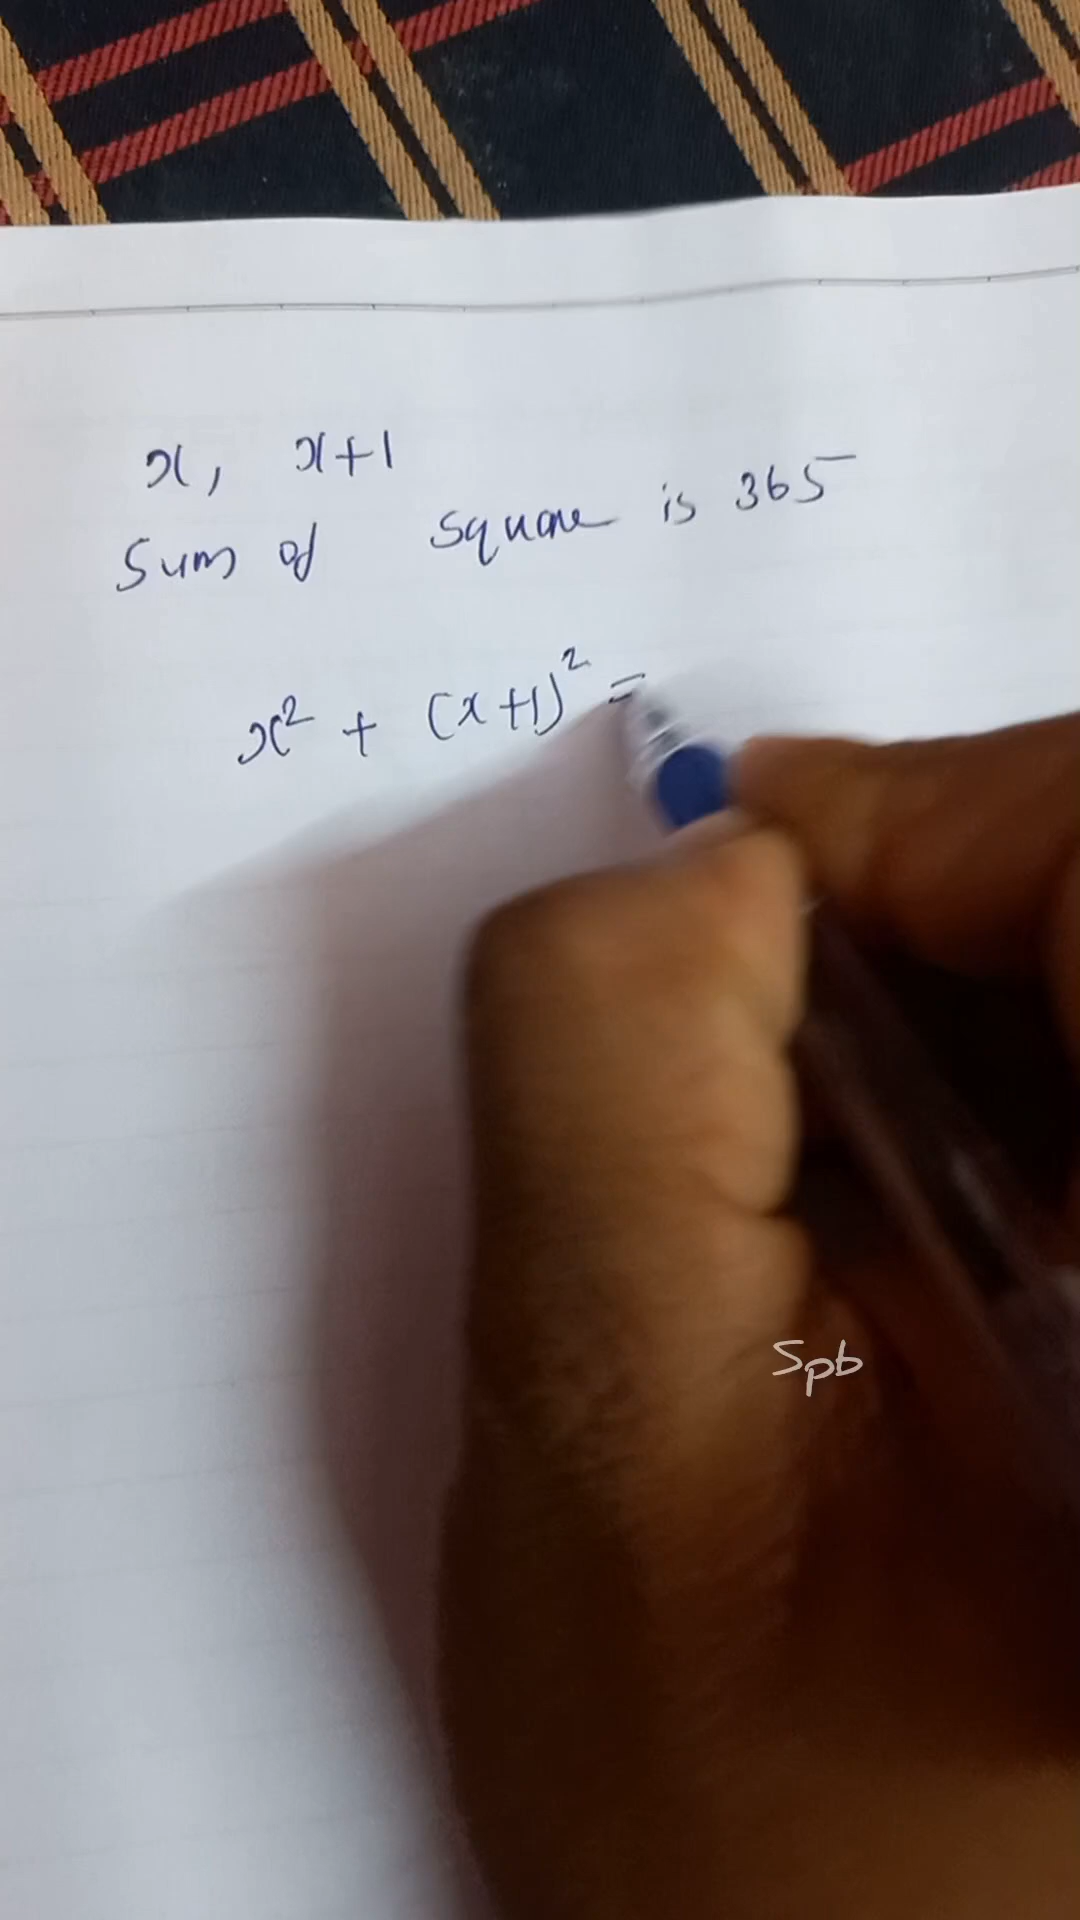 x, x+1
Sum of square is 365
x² + (x+1)² =
Spb